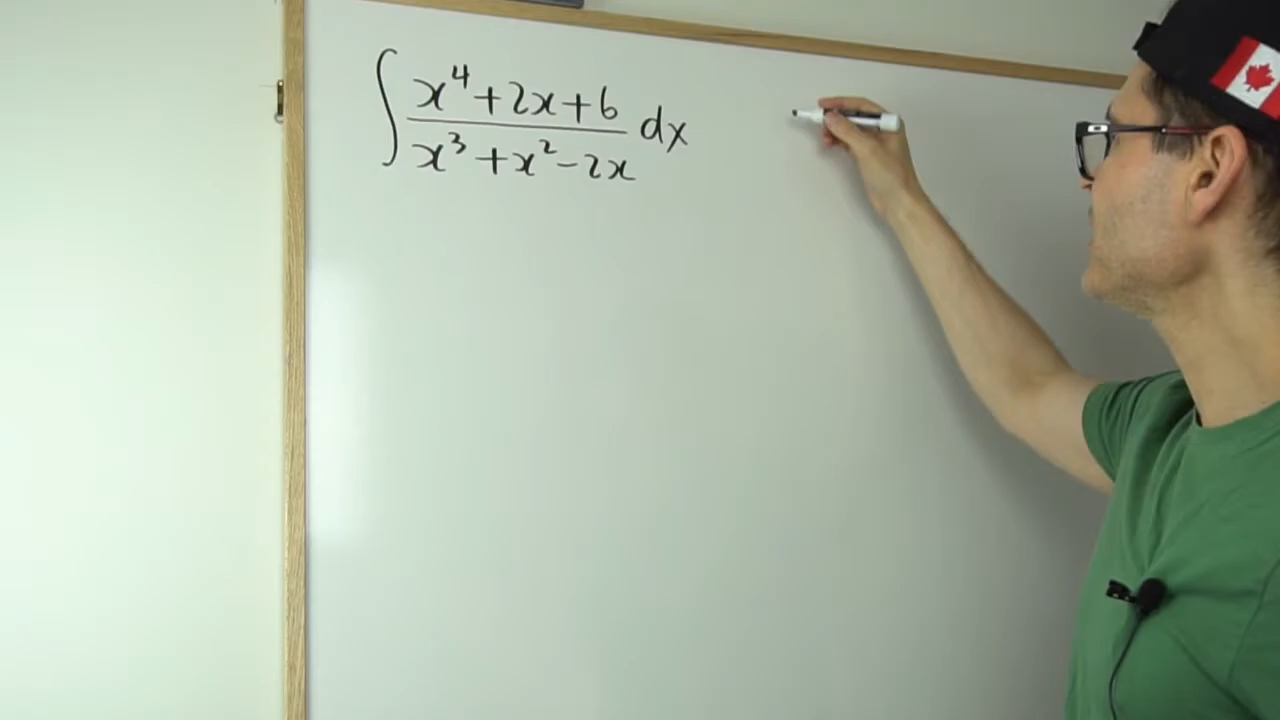 ∫ x⁴+2x+6 / x³+x²-2x dx